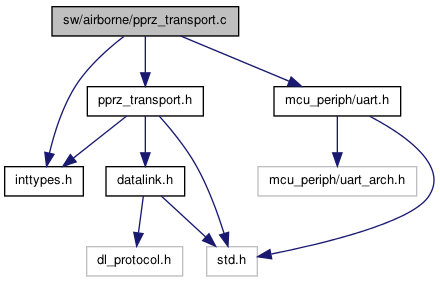 sw/airborne/pprz_transport.c
pprz_transport.h
mcu_periph/uart.h
inttypes.h
datalink.h
mcu_periph/uart_arch.h
dl_protocol.h
std.h